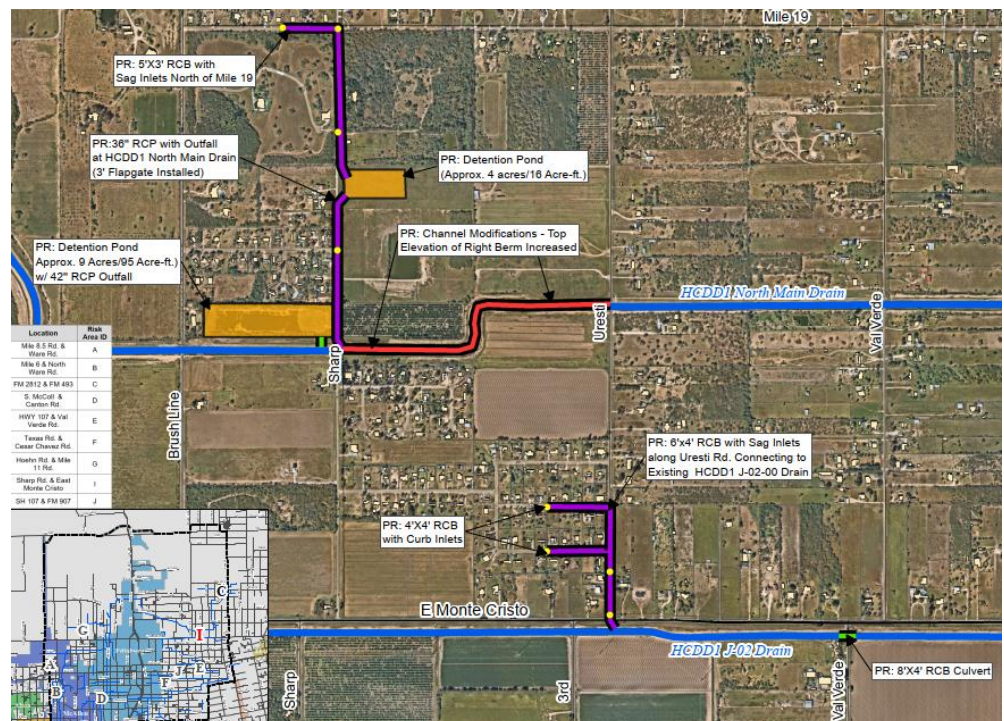 Mile 19
PR: 5'X3' RCB with
Sag Inlets North of Mile 19
PR:36" RCP with Outfall
at HCDD1 North Main Drain
(3' Flapgate Installed)
PR: Detention Pond
(Approx. 4 acres/16 Acre-ft.)
PR: Detention Pond
Approx. 9 Acres/95 Acre-ft.)
w/ 42" RCP Outfall
PR: Channel Modifications - Top
Elevation of Right Berm Increased
HCDD1 North Main Drain
Uresti
Val Verde
Sharp
Brush Line
Location Risk
Area ID
Mile 8.5 Rd. &
Ware Rd. A
Mile 6 & North
Ware Rd. B
FM 2812 & FM 493 C
S. McColl &
Canton Rd. D
HWY 107 & Val
Verde Rd. E
Texas Rd. &
Cesar Chavez Rd. F
Hoehn Rd. & Mile
11 Rd. G
Sharp Rd. & East
Monte Cristo I
SH 107 & FM 907 J
PR: 6'x4' RCB with Sag Inlets
along Uresti Rd. Connecting to
Existing HCDD1 J-02-00 Drain
PR: 4'X4' RCB
with Curb Inlets
E Monte Cristo
HCDD1 J-02 Drain
PR: 8'X4' RCB Culvert
Sharp
3rd
Val Verde
C
G
I
A
J
E
B
D
F